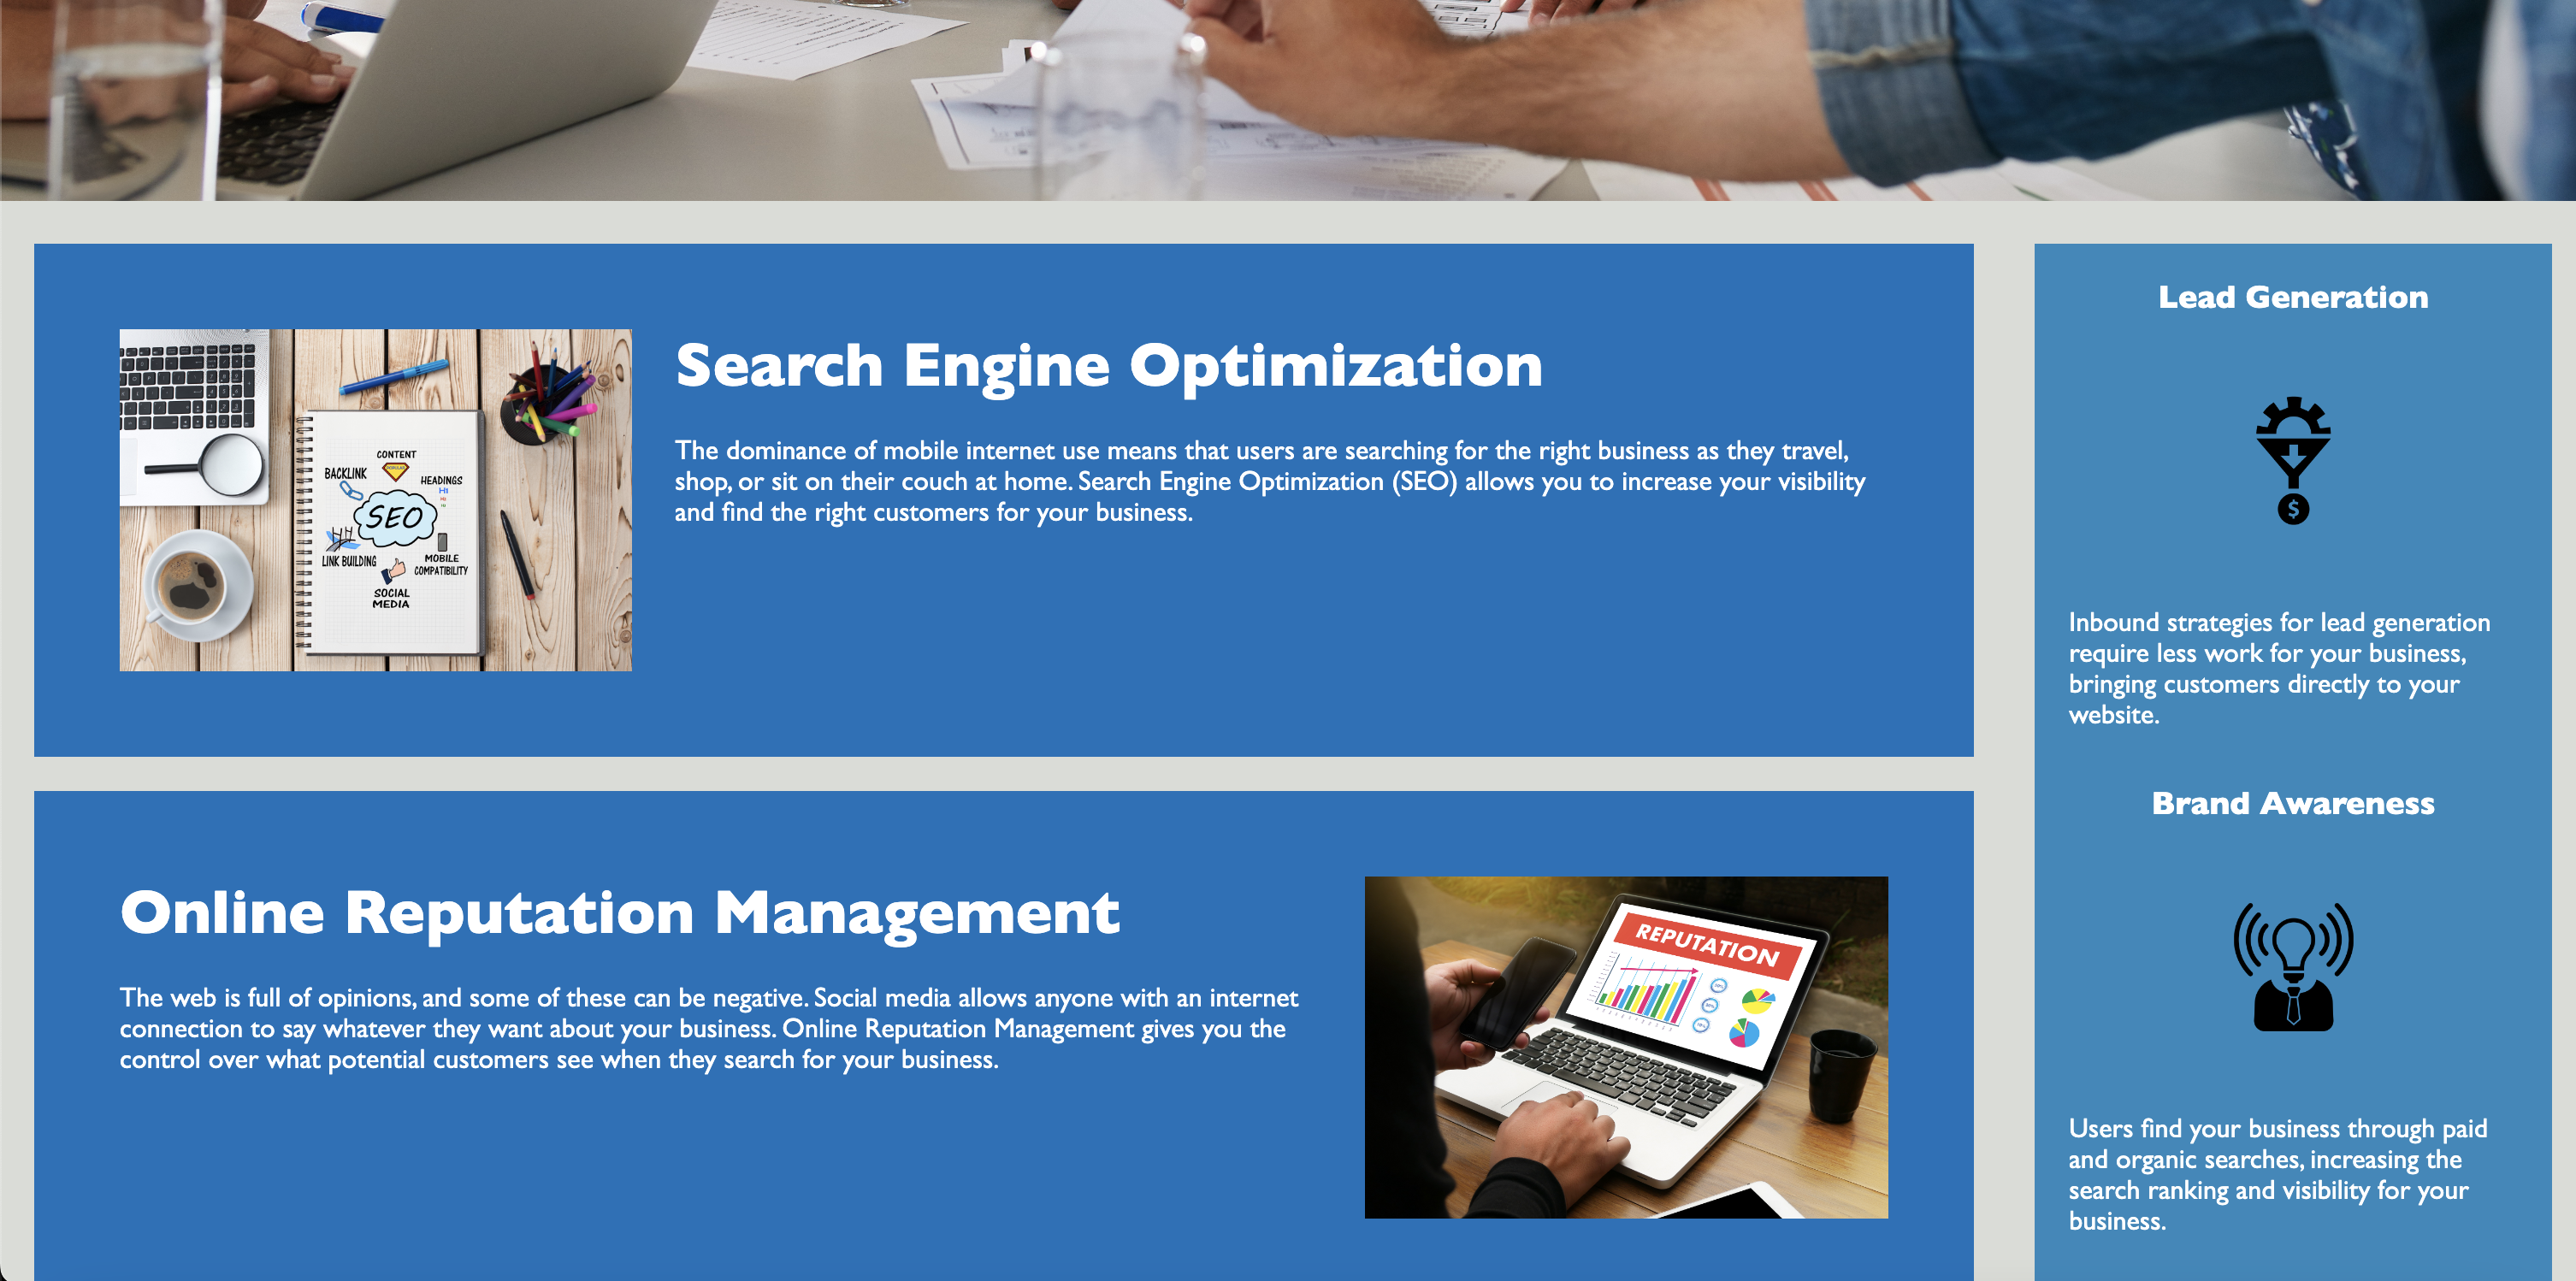 Search Engine Optimization
The dominance of mobile internet use means that users are searching for the right business as they travel,
shop, or sit on their couch at home. Search Engine Optimization (SEO) allows you to increase your visibility
and find the right customers for your business.
CONTENT
BACKLINK
HEADINGS
H1
SEO
LINK BUILDING
MOBILE
COMPATIBILITY
SOCIAL
MEDIA
Online Reputation Management
The web is full of opinions, and some of these can be negative. Social media allows anyone with an internet
connection to say whatever they want about your business. Online Reputation Management gives you the
control over what potential customers see when they search for your business.
REPUTATION
Lead Generation
$
Inbound strategies for lead generation
require less work for your business,
bringing customers directly to your
website.
Brand Awareness
Users find your business through paid
and organic searches, increasing the
search ranking and visibility for your
business.